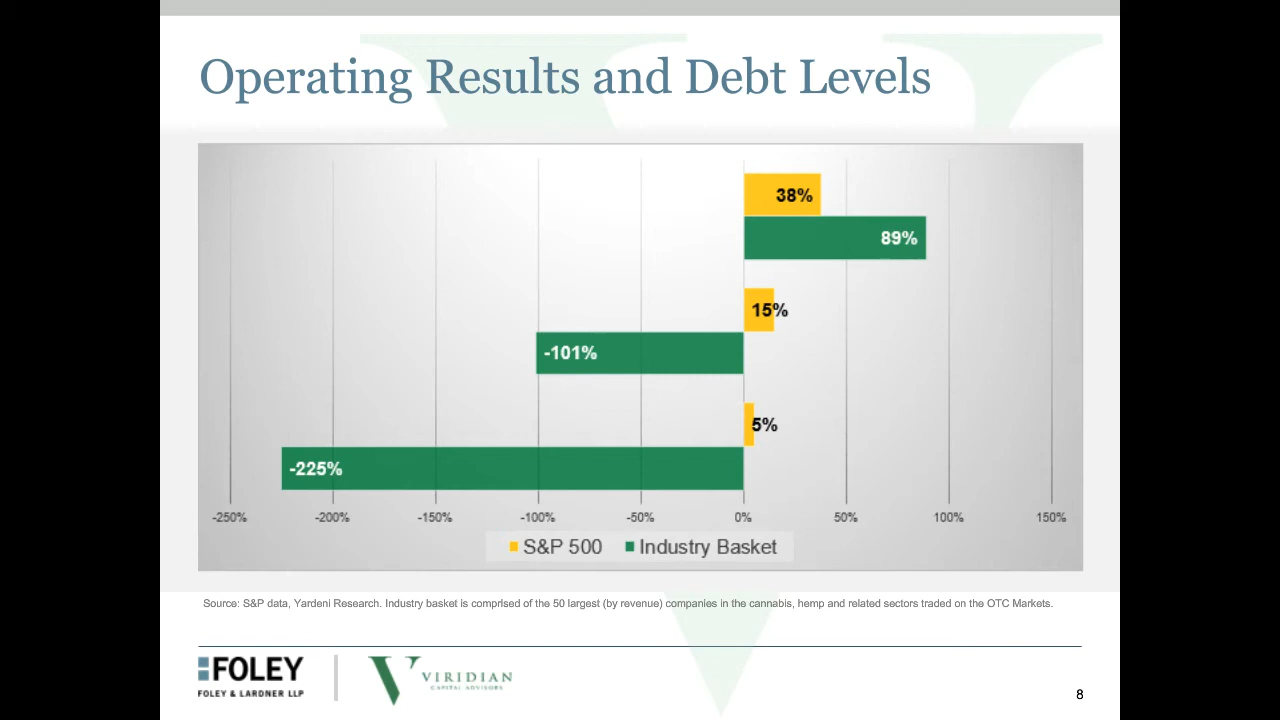 Operating Results and Debt Levels
38%
89%
15%
-101%
5%
-225%
-250% -200% -150% -100% -50% 0% 50% 100% 150%
S&P 500 Industry Basket
Source: S&P data, Yardeni Research. Industry basket is comprised of the 50 largest (by revenue) companies in the cannabis, hemp and related sectors traded on the OTC Markets.
FOLEY
FOLEY & LARDNER LLP
VIRIDIAN
CAPITAL ADVISORS
8